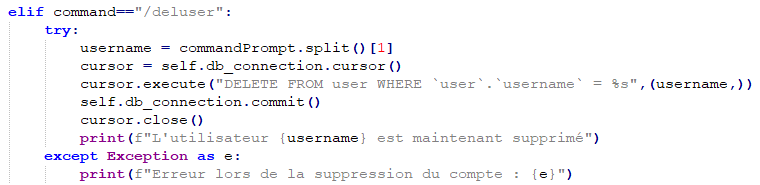 elif command=="/deluser":
    try:
        username = commandPrompt.split()[1]
        cursor = self.db_connection.cursor()
        cursor.execute("DELETE FROM user WHERE `user`.`username` = %s",(username,))
        self.db_connection.commit()
        cursor.close()
        print(f"L'utilisateur {username} est maintenant supprimé")
    except Exception as e:
        print(f"Erreur lors de la suppression du compte : {e}")